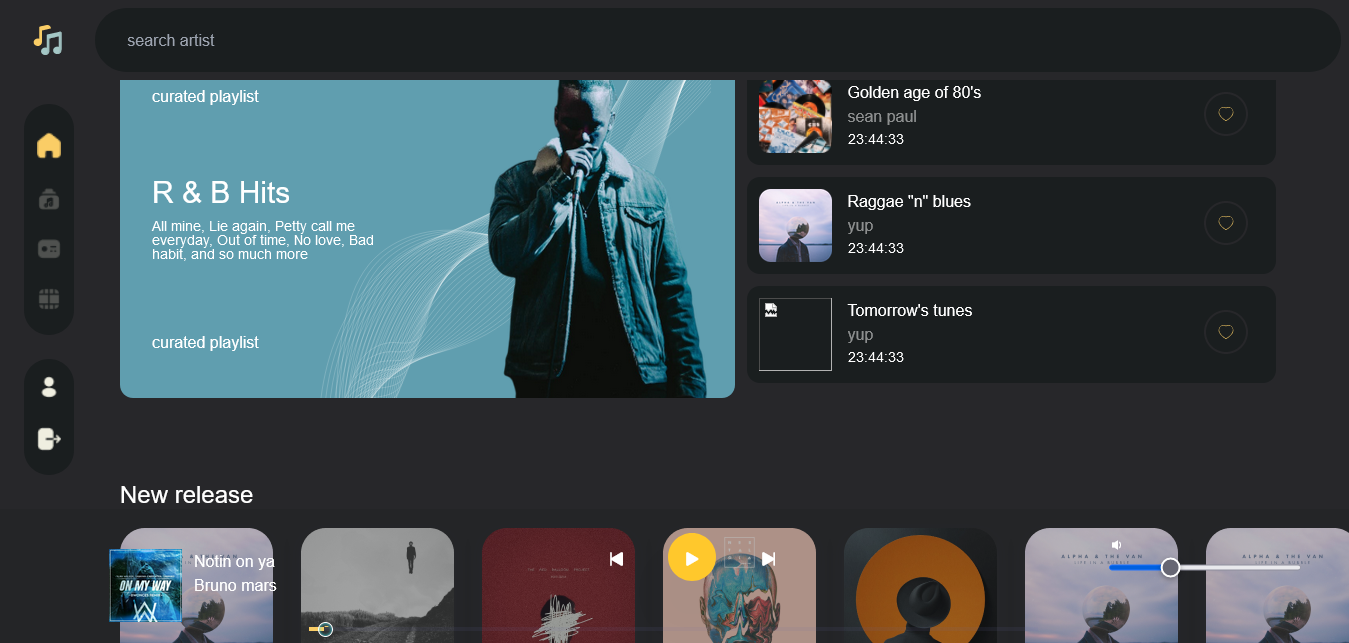 search artist
curated playlist
R & B Hits
All mine, Lie again, Petty call me
everyday, Out of time, No love, Bad
habit, and so much more
curated playlist
Golden age of 80's
sean paul
23:44:33
Raggae "n" blues
yup
23:44:33
Tomorrow's tunes
yup
23:44:33
New release
Notin on ya
Bruno mars
ON MY WAY
ALPHA & THE VAN
LIFE IS A BUBBLE